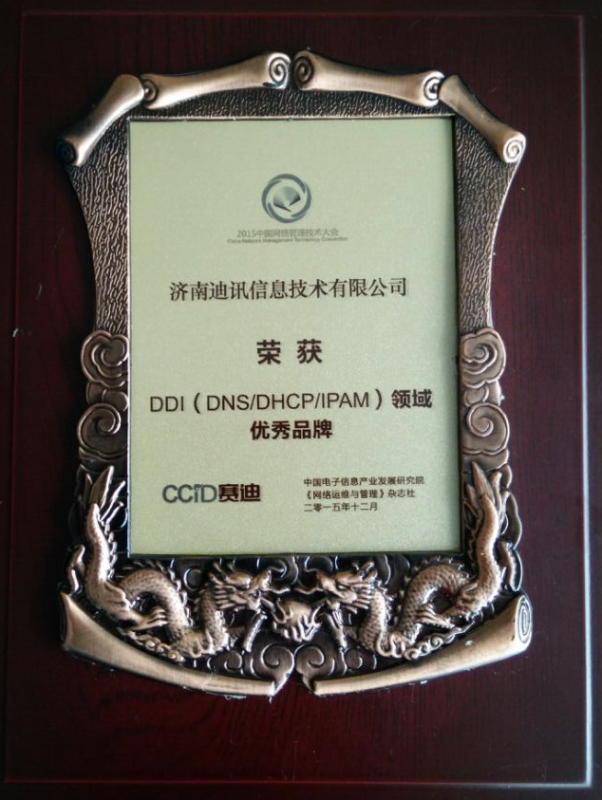 2015中国网络管理技术大会
China Network Management Technology Convention
济南迪讯信息技术有限公司
荣获
DDI（DNS/DHCP/IPAM）领域
优秀品牌
CCID赛迪
中国电子信息产业发展研究院
《网络运维与管理》杂志社
二零一五年十二月